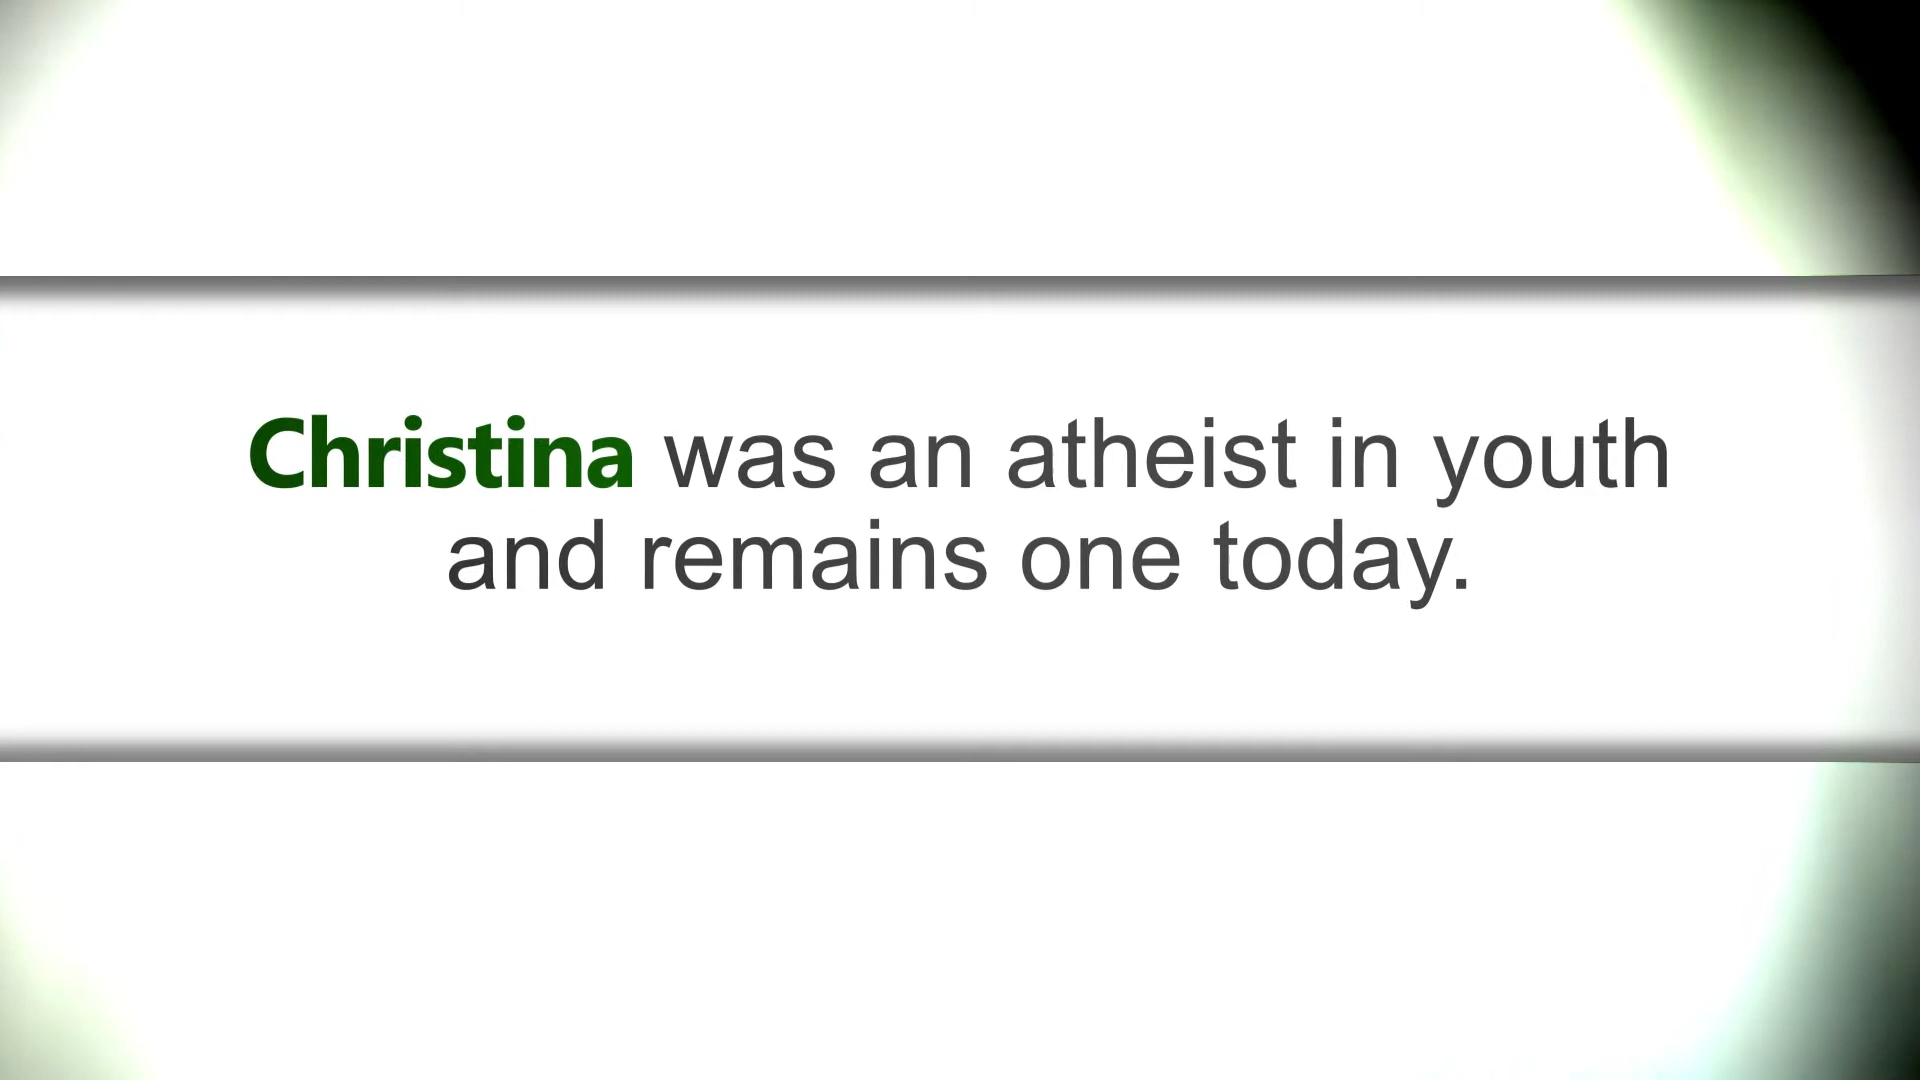 Christina was an atheist in youth
and remains one today.